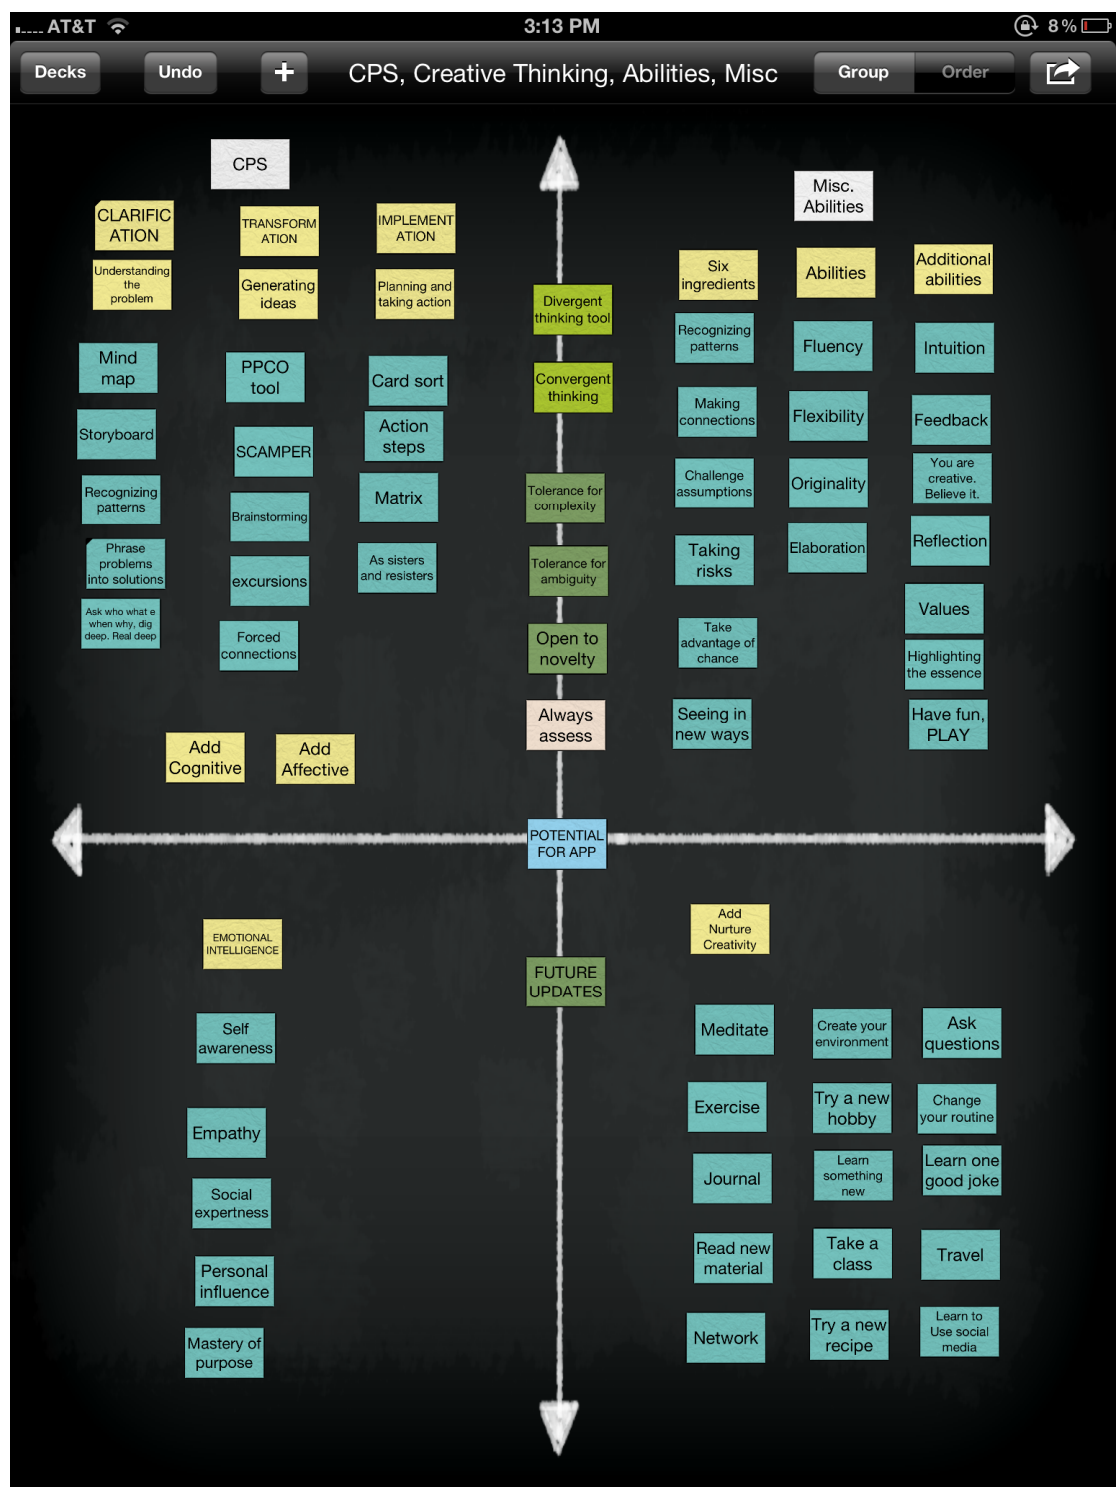 AT&T
3:13 PM
8%
Decks
Undo
+
CPS, Creative Thinking, Abilities, Misc
Group
Order
CPS
CLARIFIC
ATION
TRANSFORM
ATION
IMPLEMENT
ATION
Understanding
the
problem
Generating
ideas
Planning and
taking action
Mind
map
PPCO
tool
Card sort
Storyboard
SCAMPER
Action
steps
Recognizing
patterns
Brainstorming
Matrix
Phrase
problems
into solutions
excursions
As sisters
and resisters
Ask who what e
when why, dig
deep. Real deep
Forced
connections
Add
Cognitive
Add
Affective
Divergent
thinking tool
Convergent
thinking
Tolerance for
complexity
Tolerance for
ambiguity
Open to
novelty
Always
assess
Misc.
Abilities
Six
ingredients
Abilities
Additional
abilities
Recognizing
patterns
Fluency
Intuition
Making
connections
Flexibility
Feedback
Challenge
assumptions
Originality
You are
creative.
Believe it.
Taking
risks
Elaboration
Reflection
Take
advantage of
chance
Values
Highlighting
the essence
Seeing in
new ways
Have fun,
PLAY
POTENTIAL
FOR APP
EMOTIONAL
INTELLIGENCE
Self
awareness
Empathy
Social
expertness
Personal
influence
Mastery of
purpose
FUTURE
UPDATES
Add
Nurture
Creativity
Meditate
Create your
environment
Ask
questions
Exercise
Try a new
hobby
Change
your routine
Journal
Learn
something
new
Learn one
good joke
Read new
material
Take a
class
Travel
Network
Try a new
recipe
Learn to
Use social
media